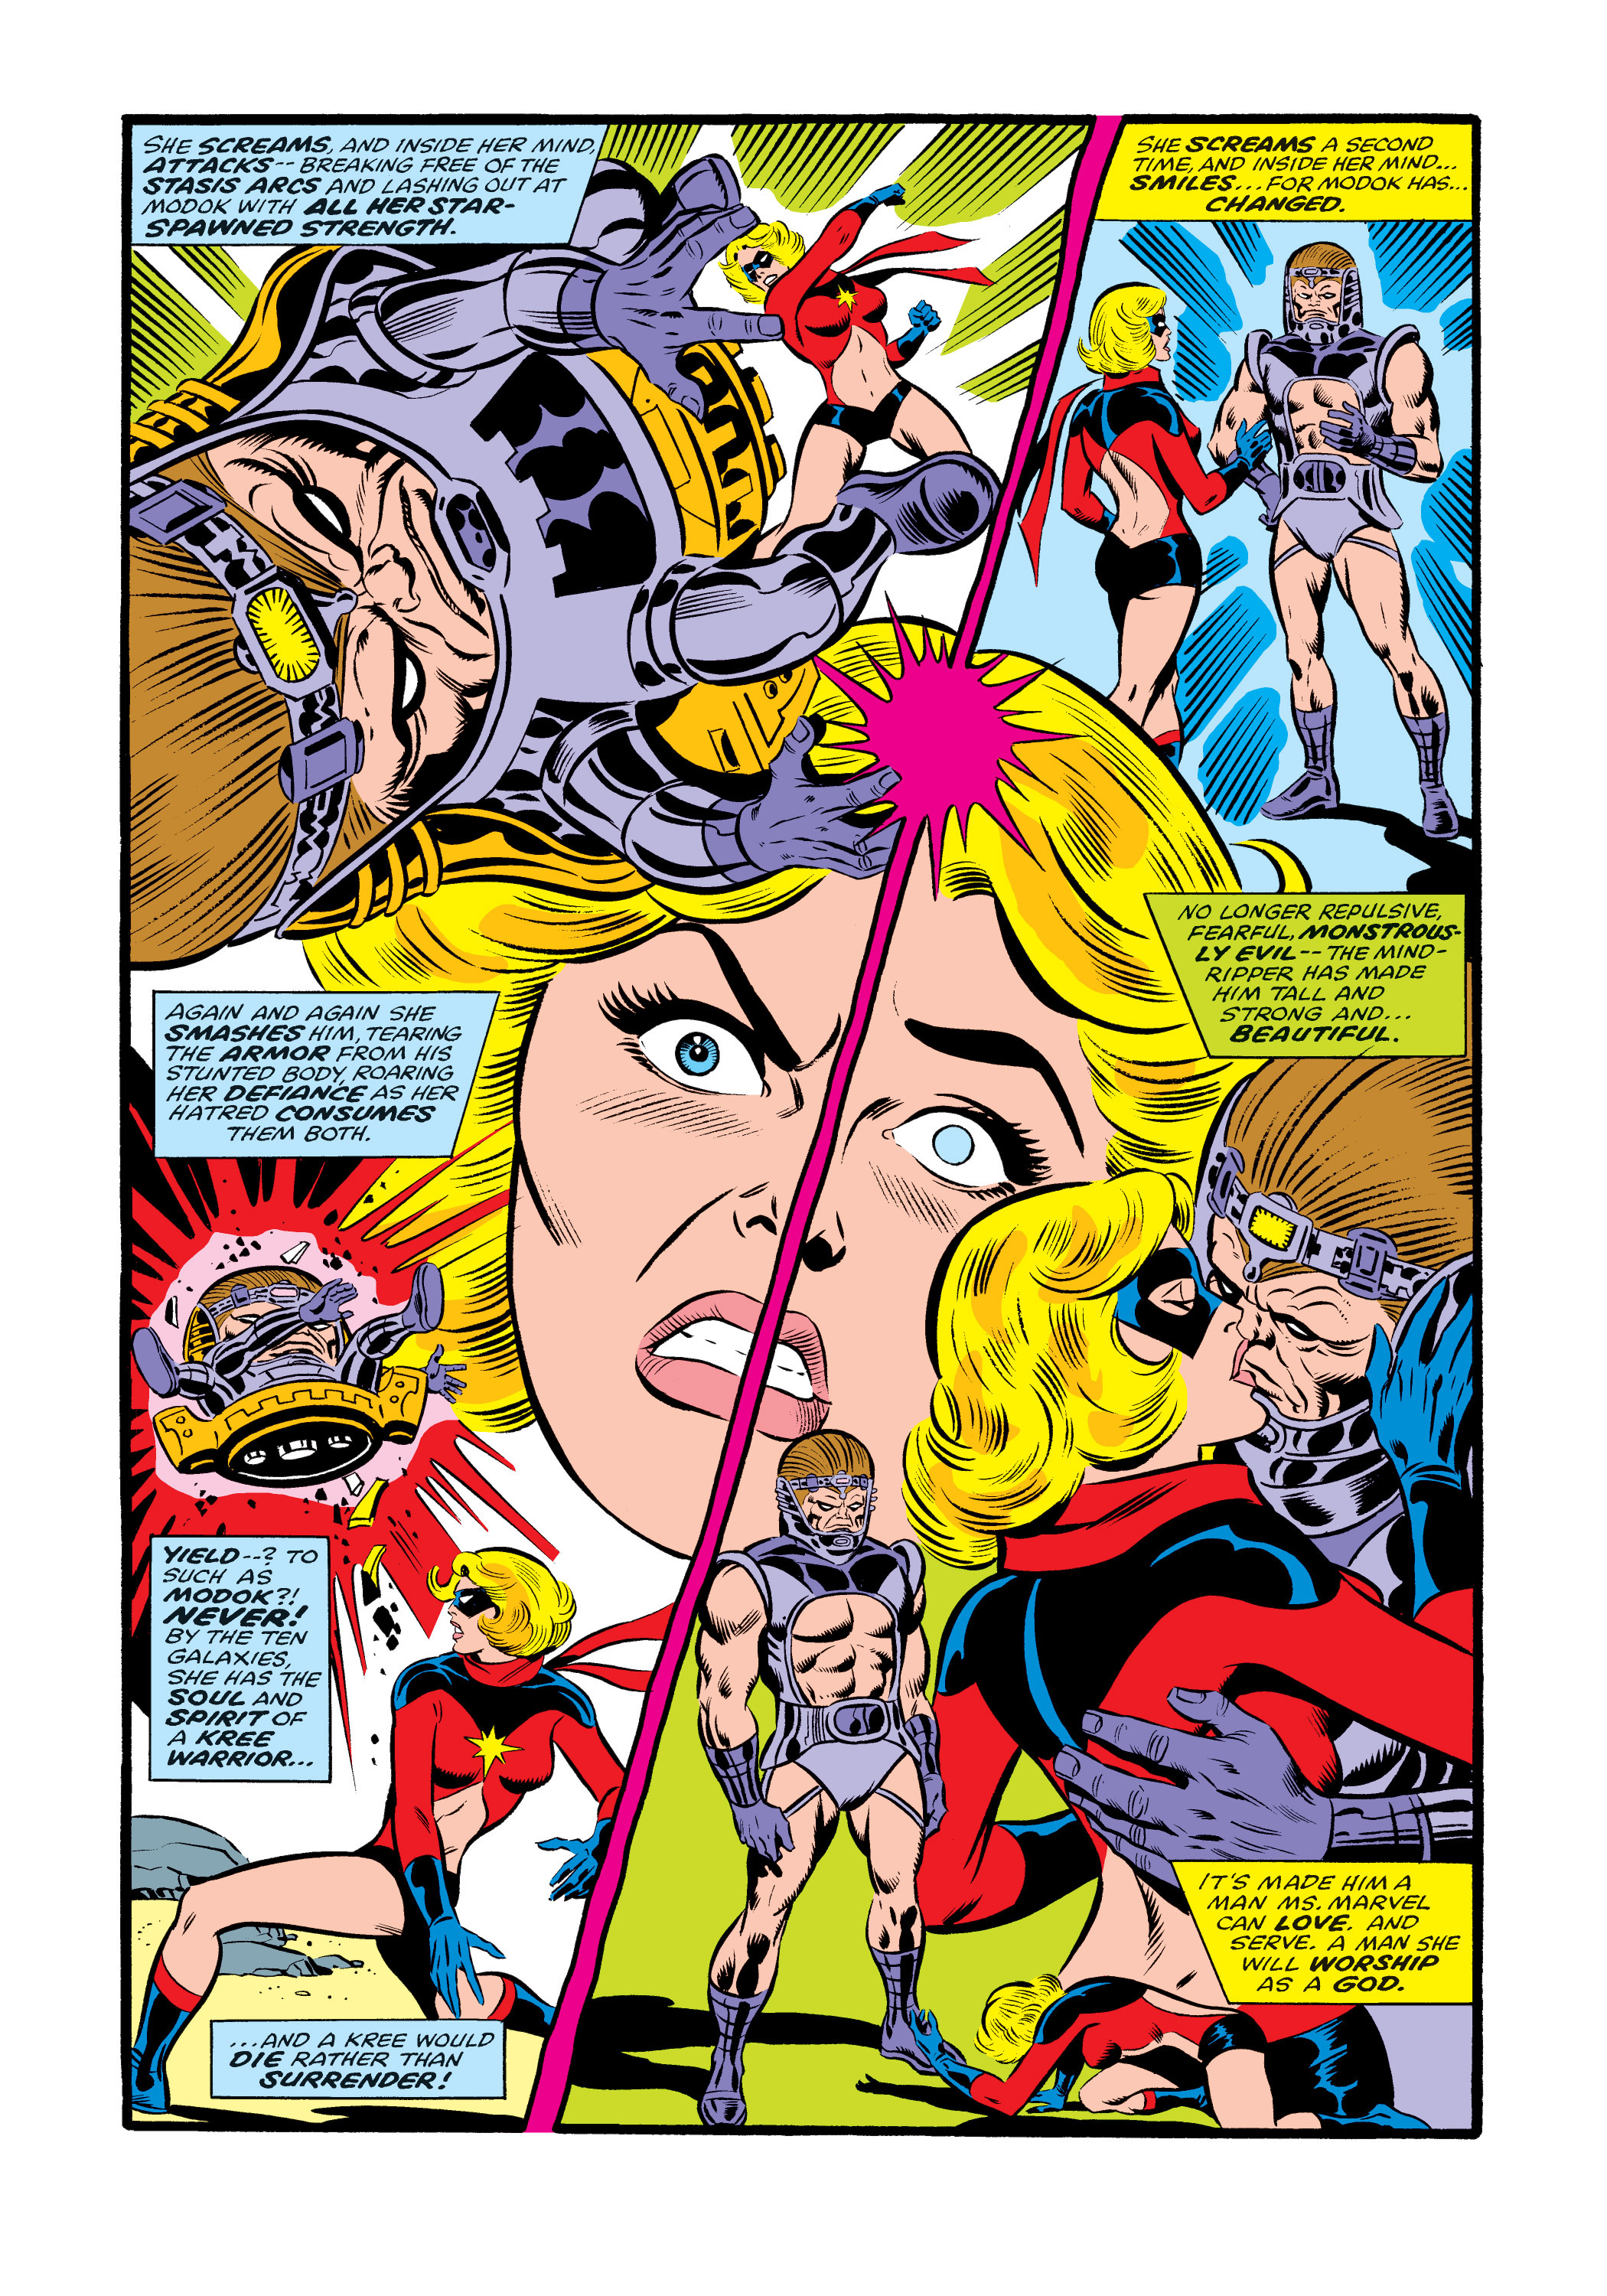 SHE SCREAMS, AND INSIDE HER MIND,
ATTACKS-- BREAKING FREE OF THE
STASIS ARCS AND LASHING OUT AT
MODOK WITH ALL HER STAR-
SPAWNED STRENGTH.
AGAIN AND AGAIN SHE
SMASHES HIM, TEARING
THE ARMOR FROM HIS
STUNTED BODY, ROARING
HER DEFIANCE AS HER
HATRED CONSUMES
THEM BOTH.
YIELD--? TO
SUCH AS
MODOK?!
NEVER!
BY THE TEN
GALAXIES,
SHE HAS THE
SOUL AND
SPIRIT OF
A KREE
WARRIOR...
...AND A KREE WOULD
DIE RATHER THAN
SURRENDER!
SHE SCREAMS A SECOND
TIME, AND INSIDE HER MIND...
SMILES... FOR MODOK HAS...
CHANGED.
NO LONGER REPULSIVE,
FEARFUL, MONSTROUS-
LY EVIL-- THE MIND-
RIPPER HAS MADE
HIM TALL AND
STRONG AND...
BEAUTIFUL.
IT'S MADE HIM A
MAN MS. MARVEL
CAN LOVE. AND
SERVE. A MAN SHE
WILL WORSHIP
AS A GOD.